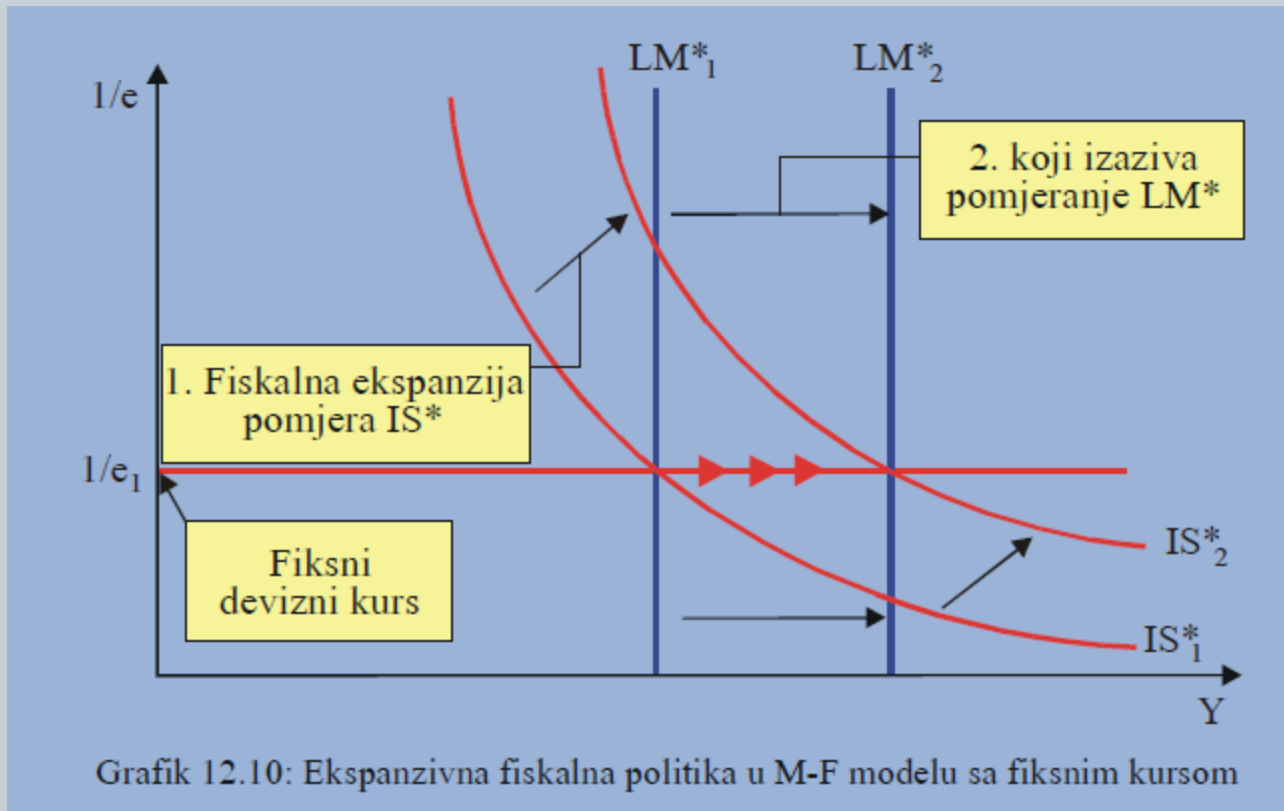 LM*1
LM*2
1/e
2. koji izaziva
pomjeranje LM*
1. Fiskalna ekspanzija
pomjera IS*
1/e1
Fiksni
devizni kurs
IS*2
IS*1
Y
Grafik 12.10: Ekspanzivna fiskalna politika u M-F modelu sa fiksnim kursom